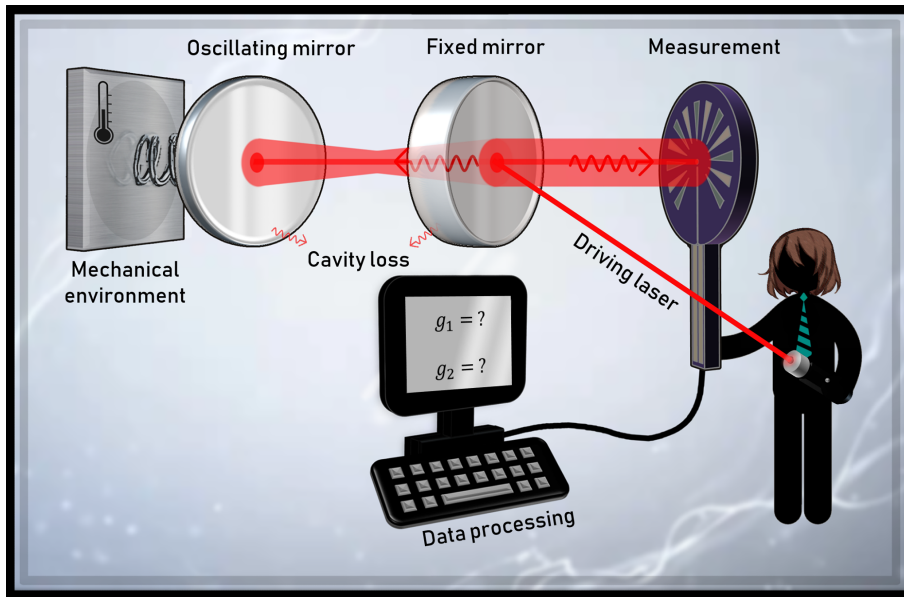 Oscillating mirror
Fixed mirror
Measurement
Mechanical
environment
Cavity loss
Driving laser
g₁ = ?
g₂ = ?
Data processing